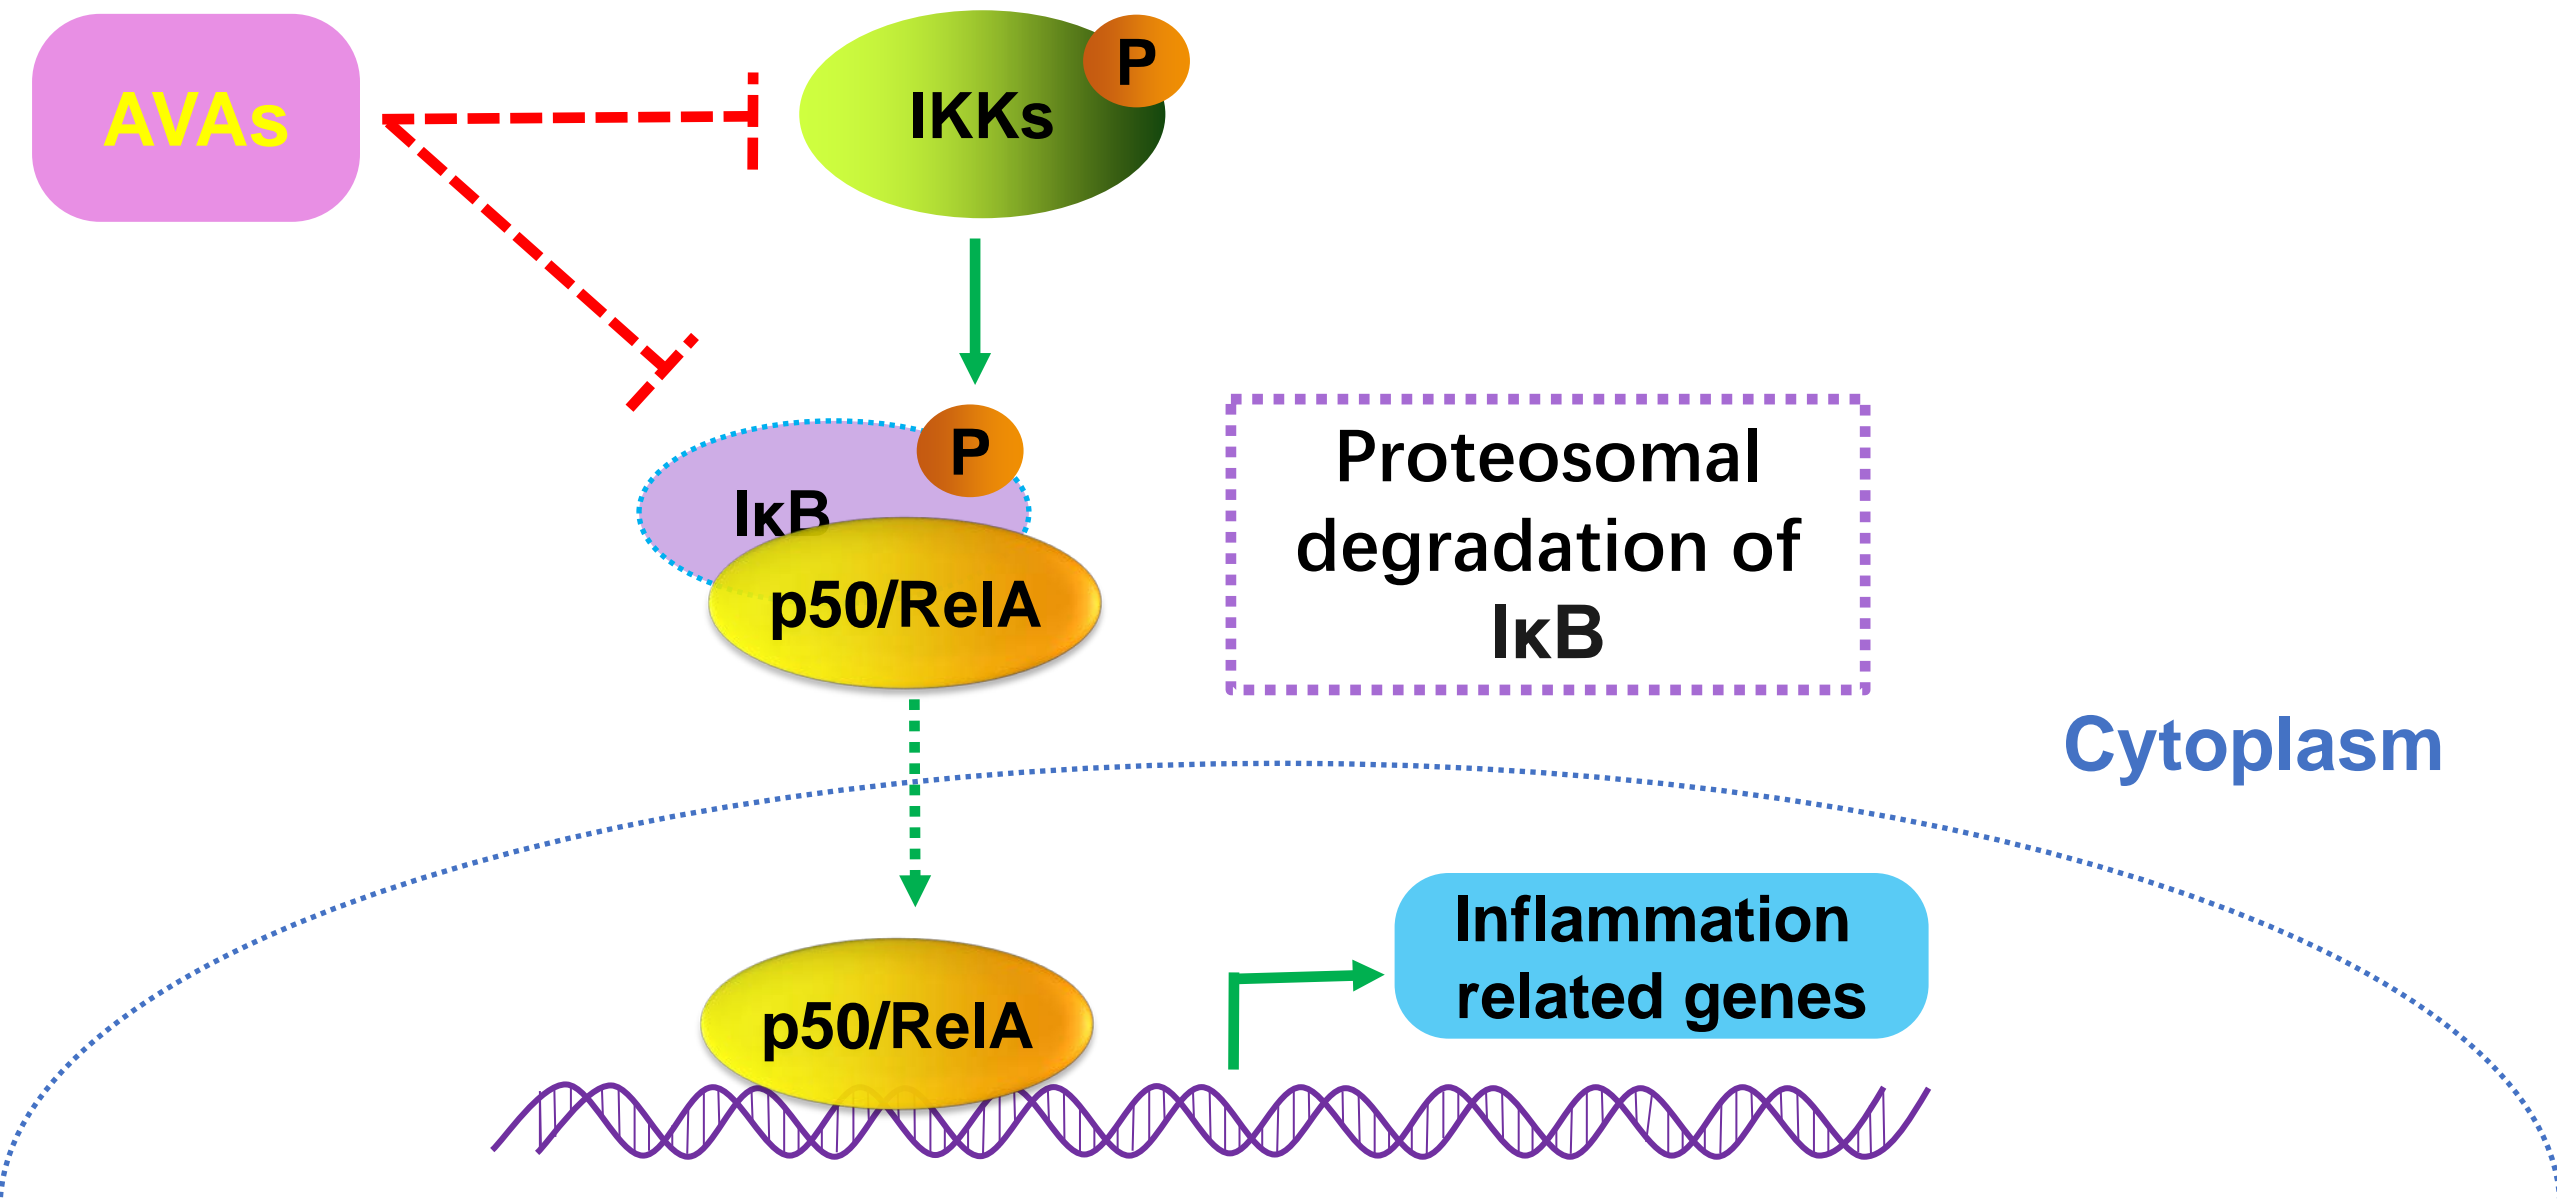 AVAs
IKKs
P
P
IκB
p50/RelA
Proteosomal
degradation of
IκB
Cytoplasm
Inflammation
related genes
p50/RelA